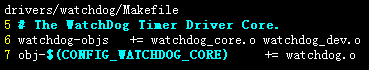 drivers/watchdog/Makefile
5 # The WatchDog Timer Driver Core.
6 watchdog-objs   += watchdog_core.o watchdog_dev.o
7 obj-$(CONFIG_WATCHDOG_CORE)     += watchdog.o